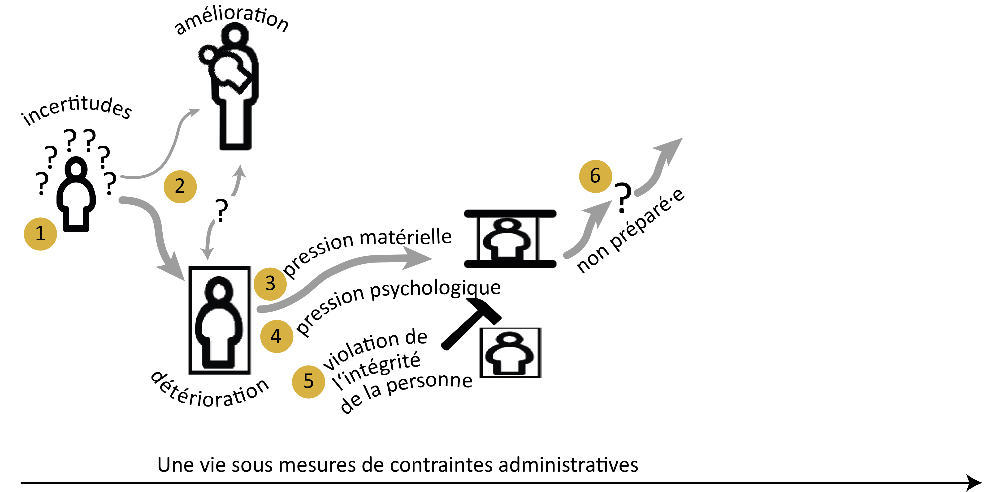 amélioration
incertitudes
? ? ? ? ? ? ?
1
2
?
détérioration
3
pression matérielle
4
pression psychologique
5
violation de
l‘intégrité
de la personne
6
?
non préparé·e
Une vie sous mesures de contraintes administratives